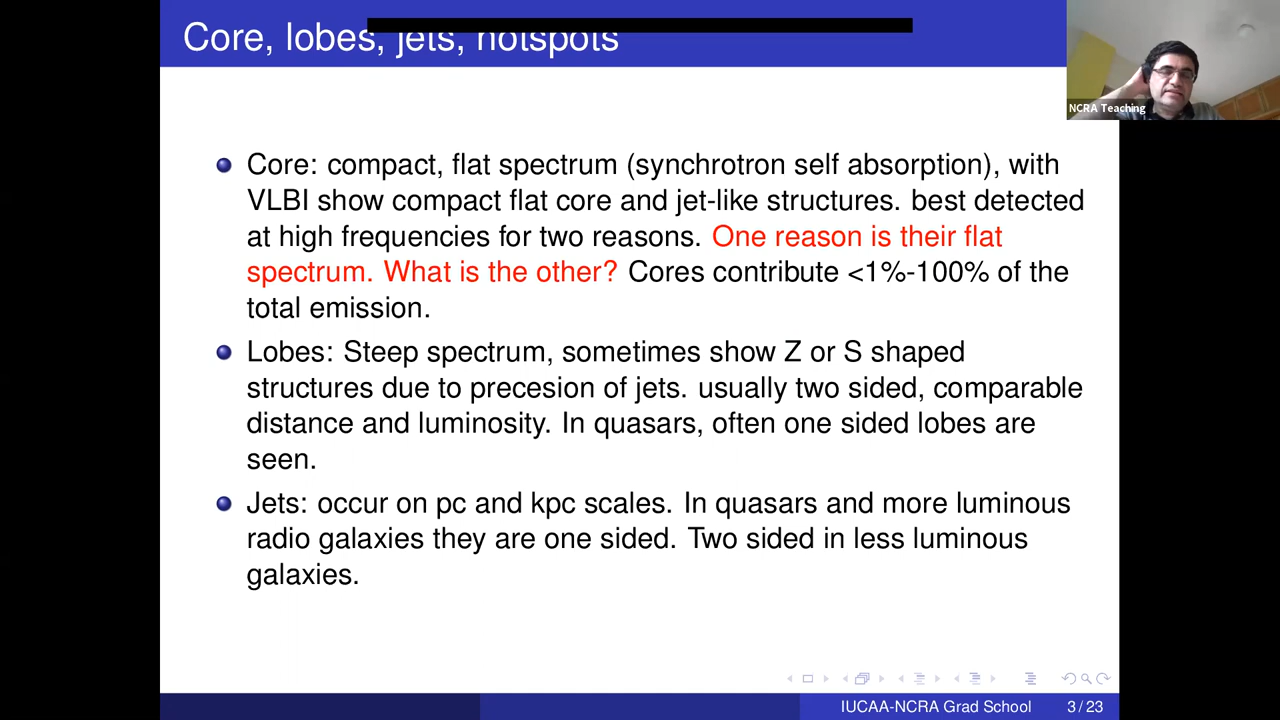 Core, lobes, jets, hotspots
NCRA Teaching
Core: compact, flat spectrum (synchrotron self absorption), with
VLBI show compact flat core and jet-like structures. best detected
at high frequencies for two reasons. One reason is their flat
spectrum. What is the other? Cores contribute <1%-100% of the
total emission.
Lobes: Steep spectrum, sometimes show Z or S shaped
structures due to precesion of jets. usually two sided, comparable
distance and luminosity. In quasars, often one sided lobes are
seen.
Jets: occur on pc and kpc scales. In quasars and more luminous
radio galaxies they are one sided. Two sided in less luminous
galaxies.
IUCAA-NCRA Grad School
3 / 23